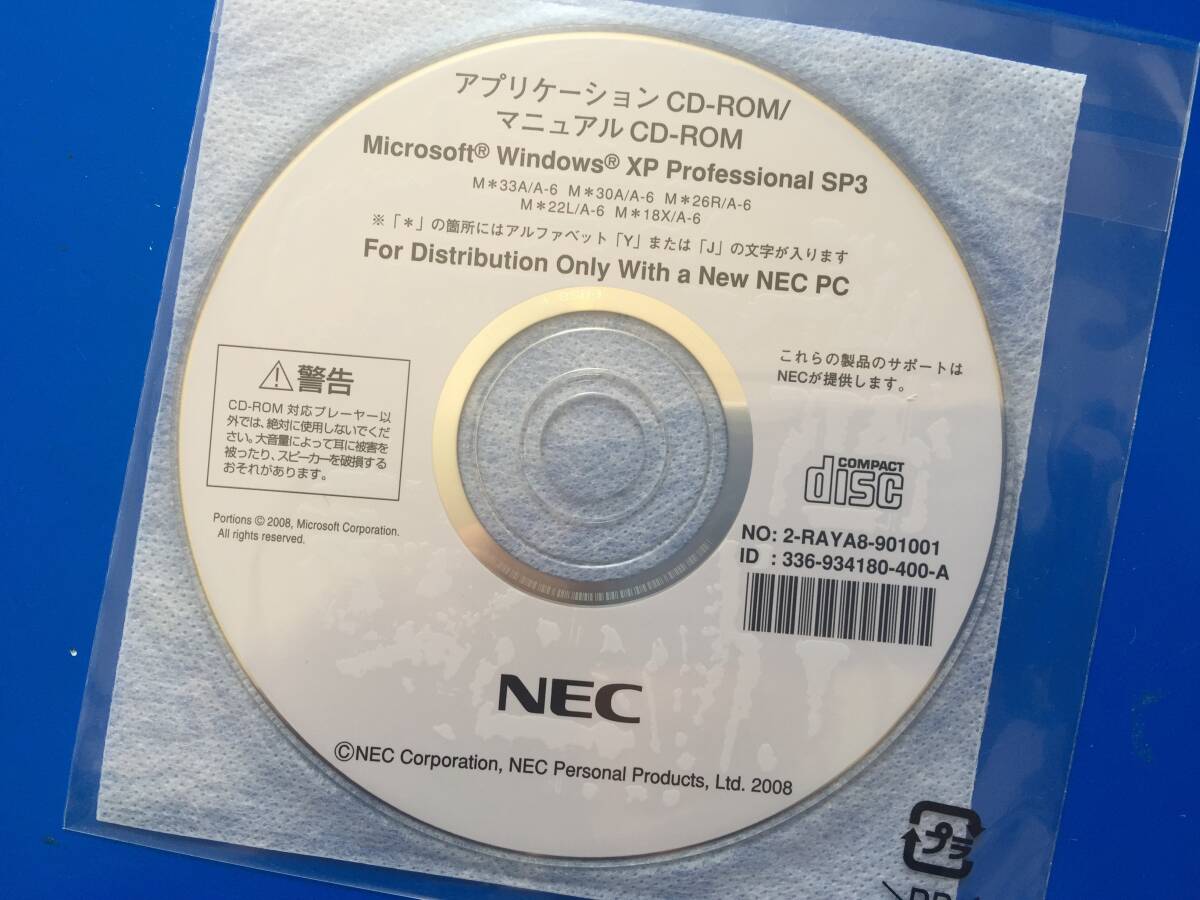 アプリケーション CD-ROM/
マニュアル CD-ROM
Microsoft® Windows® XP Professional SP3
M＊33A/A-6 M＊30A/A-6 M＊26R/A-6
M＊22L/A-6 M＊18X/A-6
※「＊」の箇所にはアルファベット「Y」または「J」の文字が入ります
For Distribution Only With a New NEC PC
警告
CD-ROM 対応プレーヤー以
外では、絶対に使用しないでくだ
さい。大音量によって耳に被害を
被ったり、スピーカーを破損する
おそれがあります。
Portions © 2008, Microsoft Corporation.
All rights reserved.
これらの製品のサポートは
NECが提供します。
COMPACT
disc
NO: 2-RAYA8-901001
ID : 336-934180-400-A
NEC
©NEC Corporation, NEC Personal Products, Ltd. 2008
プラ